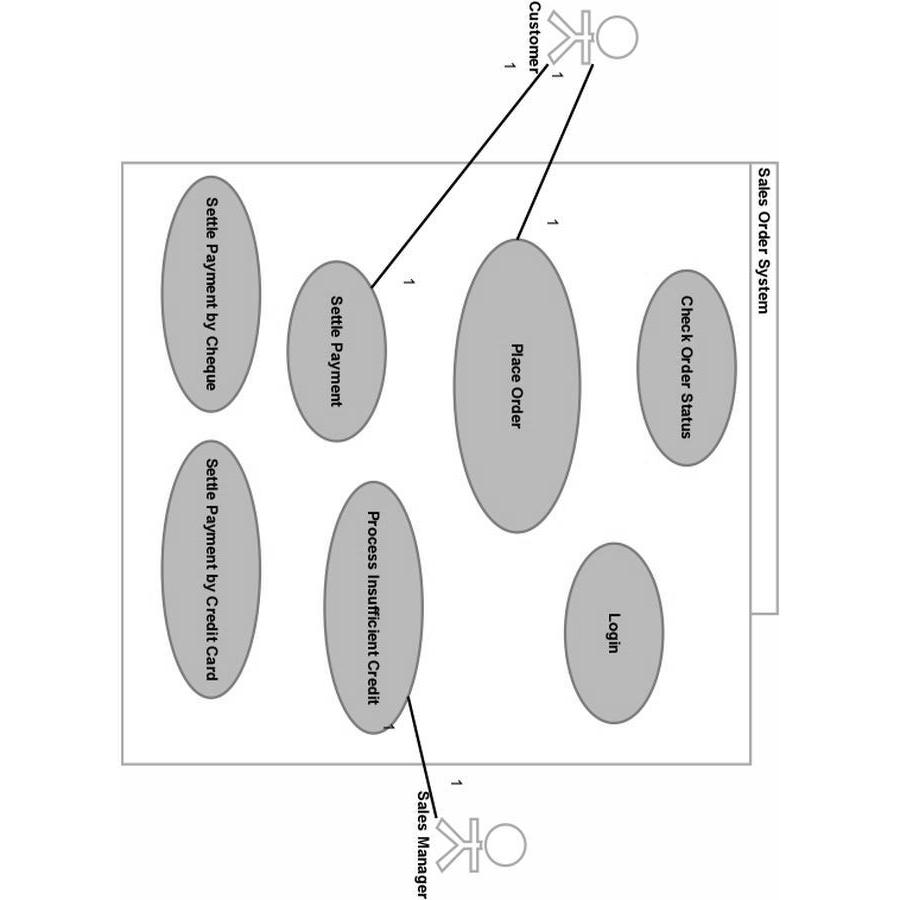 Sales Order System
Check Order Status
Login
1
1
Customer
Place Order
1
1
Sales Manager
1
1
Process Insufficient Credit
Settle Payment
Settle Payment by Cheque
Settle Payment by Credit Card